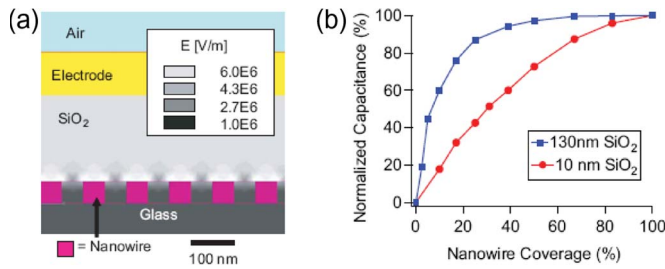 (a)
Air
Electrode
SiO₂
E [V/m]
6.0E6
4.3E6
2.7E6
1.0E6
Glass
= Nanowire
100 nm
(b)
Normalized Capacitance (%)
100
80
60
40
20
0
130nm SiO₂
10 nm SiO₂
0 20 40 60 80 100
Nanowire Coverage (%)